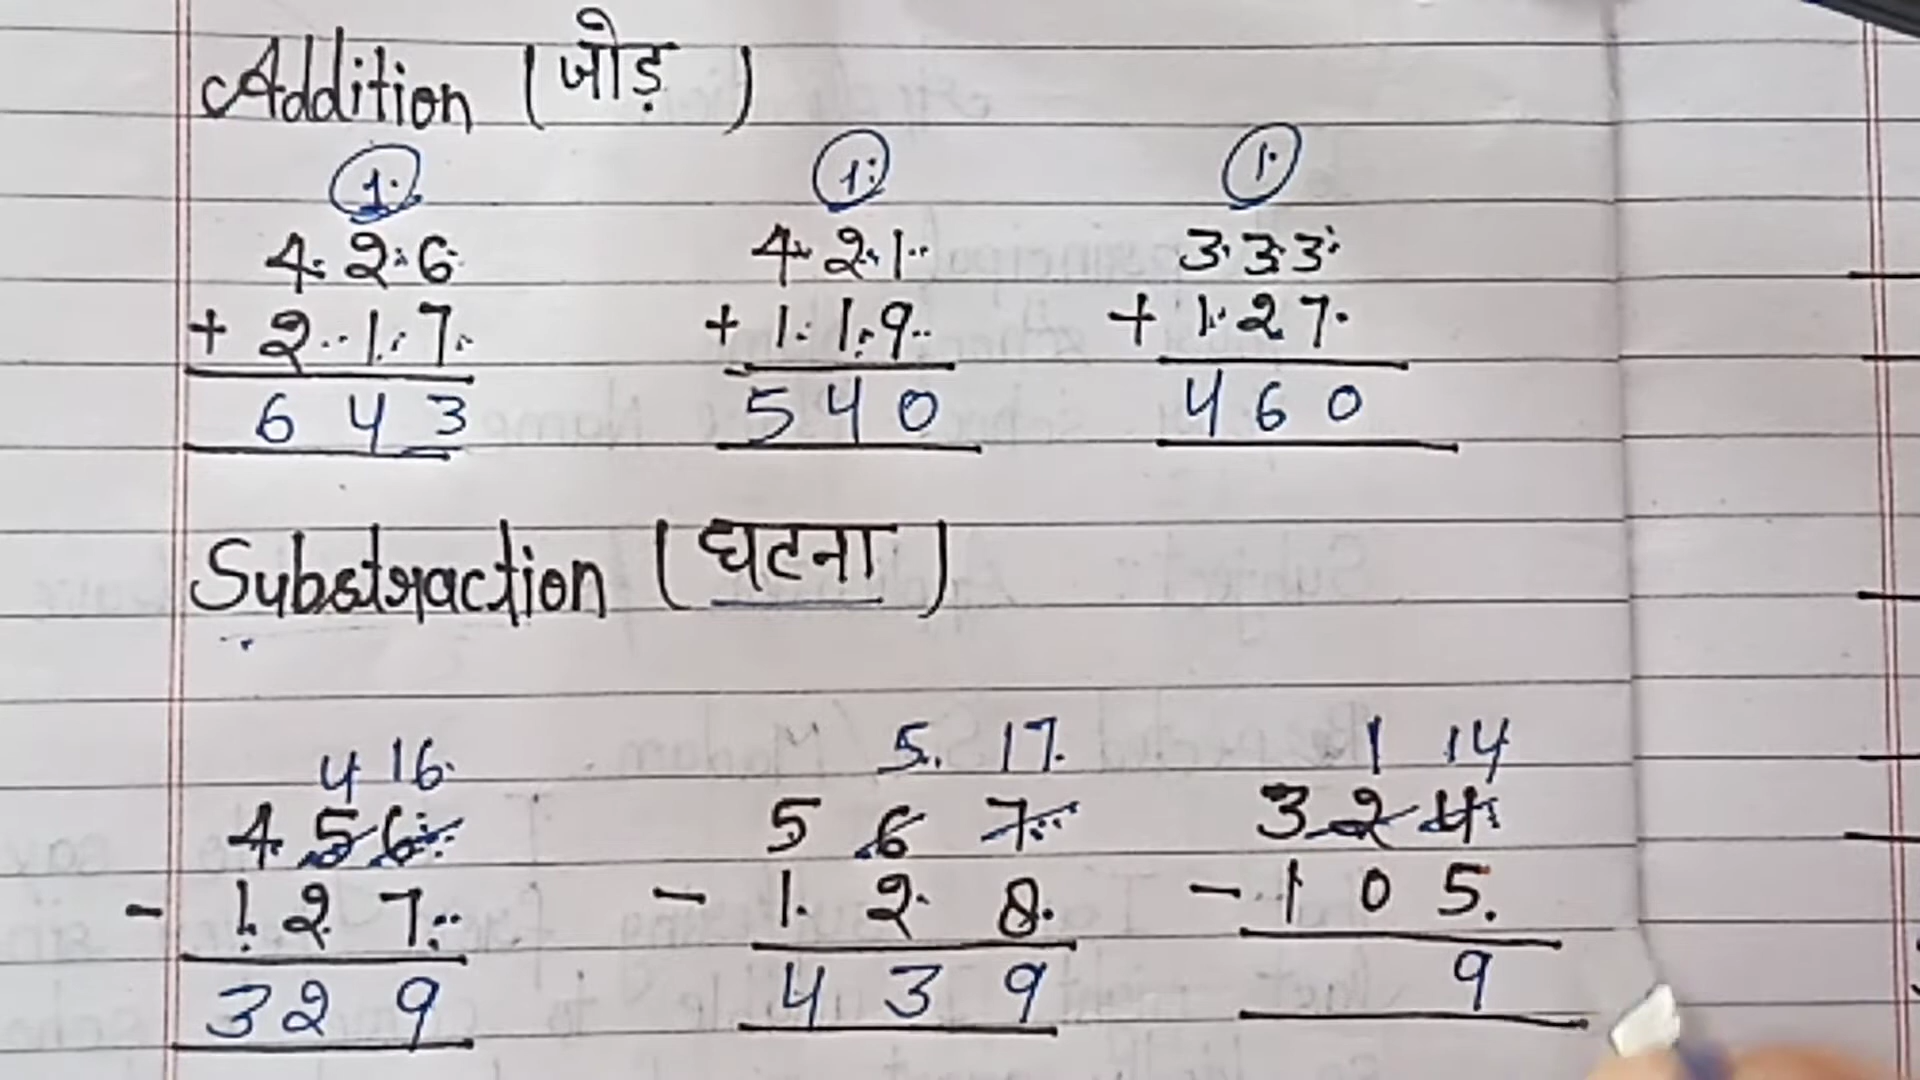 Addition (जोड़)
1 1 1
426 421 333
+ 217 + 119 + 127
643 540 460
Substraction (घटना)
4 16 5 17 1 14
456 567 324
- 127 - 128 - 105
329 439 9